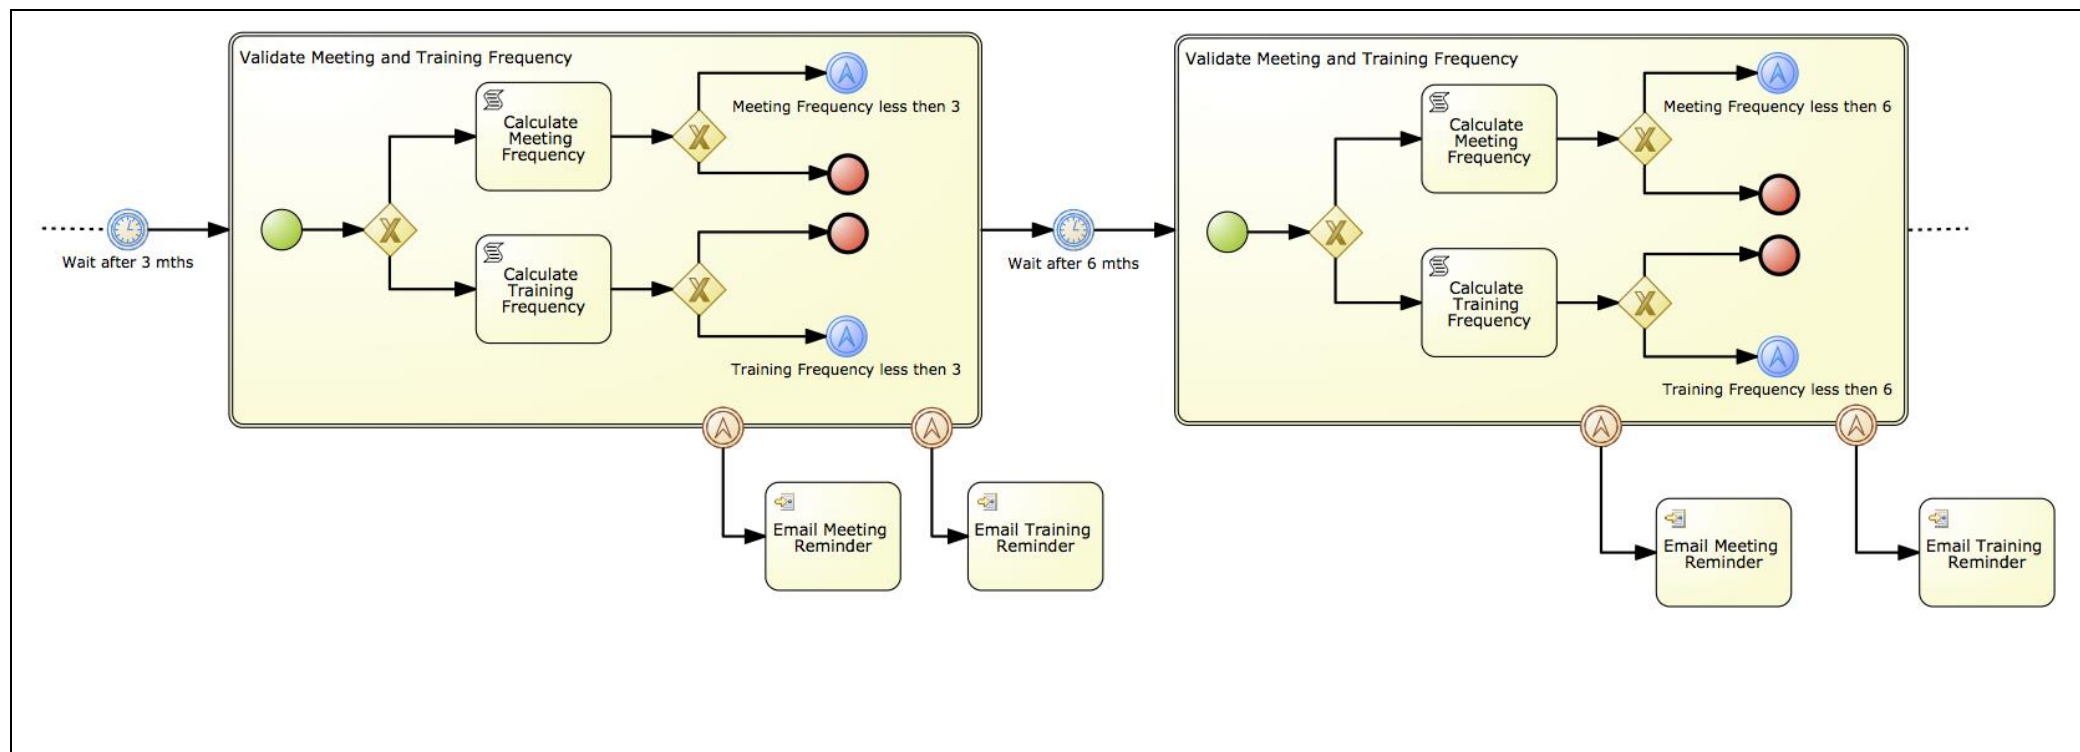 Validate Meeting and Training Frequency
Calculate
Meeting
Frequency
Meeting Frequency less then 3
Wait after 3 mths
Calculate
Training
Frequency
Training Frequency less then 3
Email Meeting
Reminder
Email Training
Reminder
Wait after 6 mths
Validate Meeting and Training Frequency
Calculate
Meeting
Frequency
Meeting Frequency less then 6
Calculate
Training
Frequency
Training Frequency less then 6
Email Meeting
Reminder
Email Training
Reminder